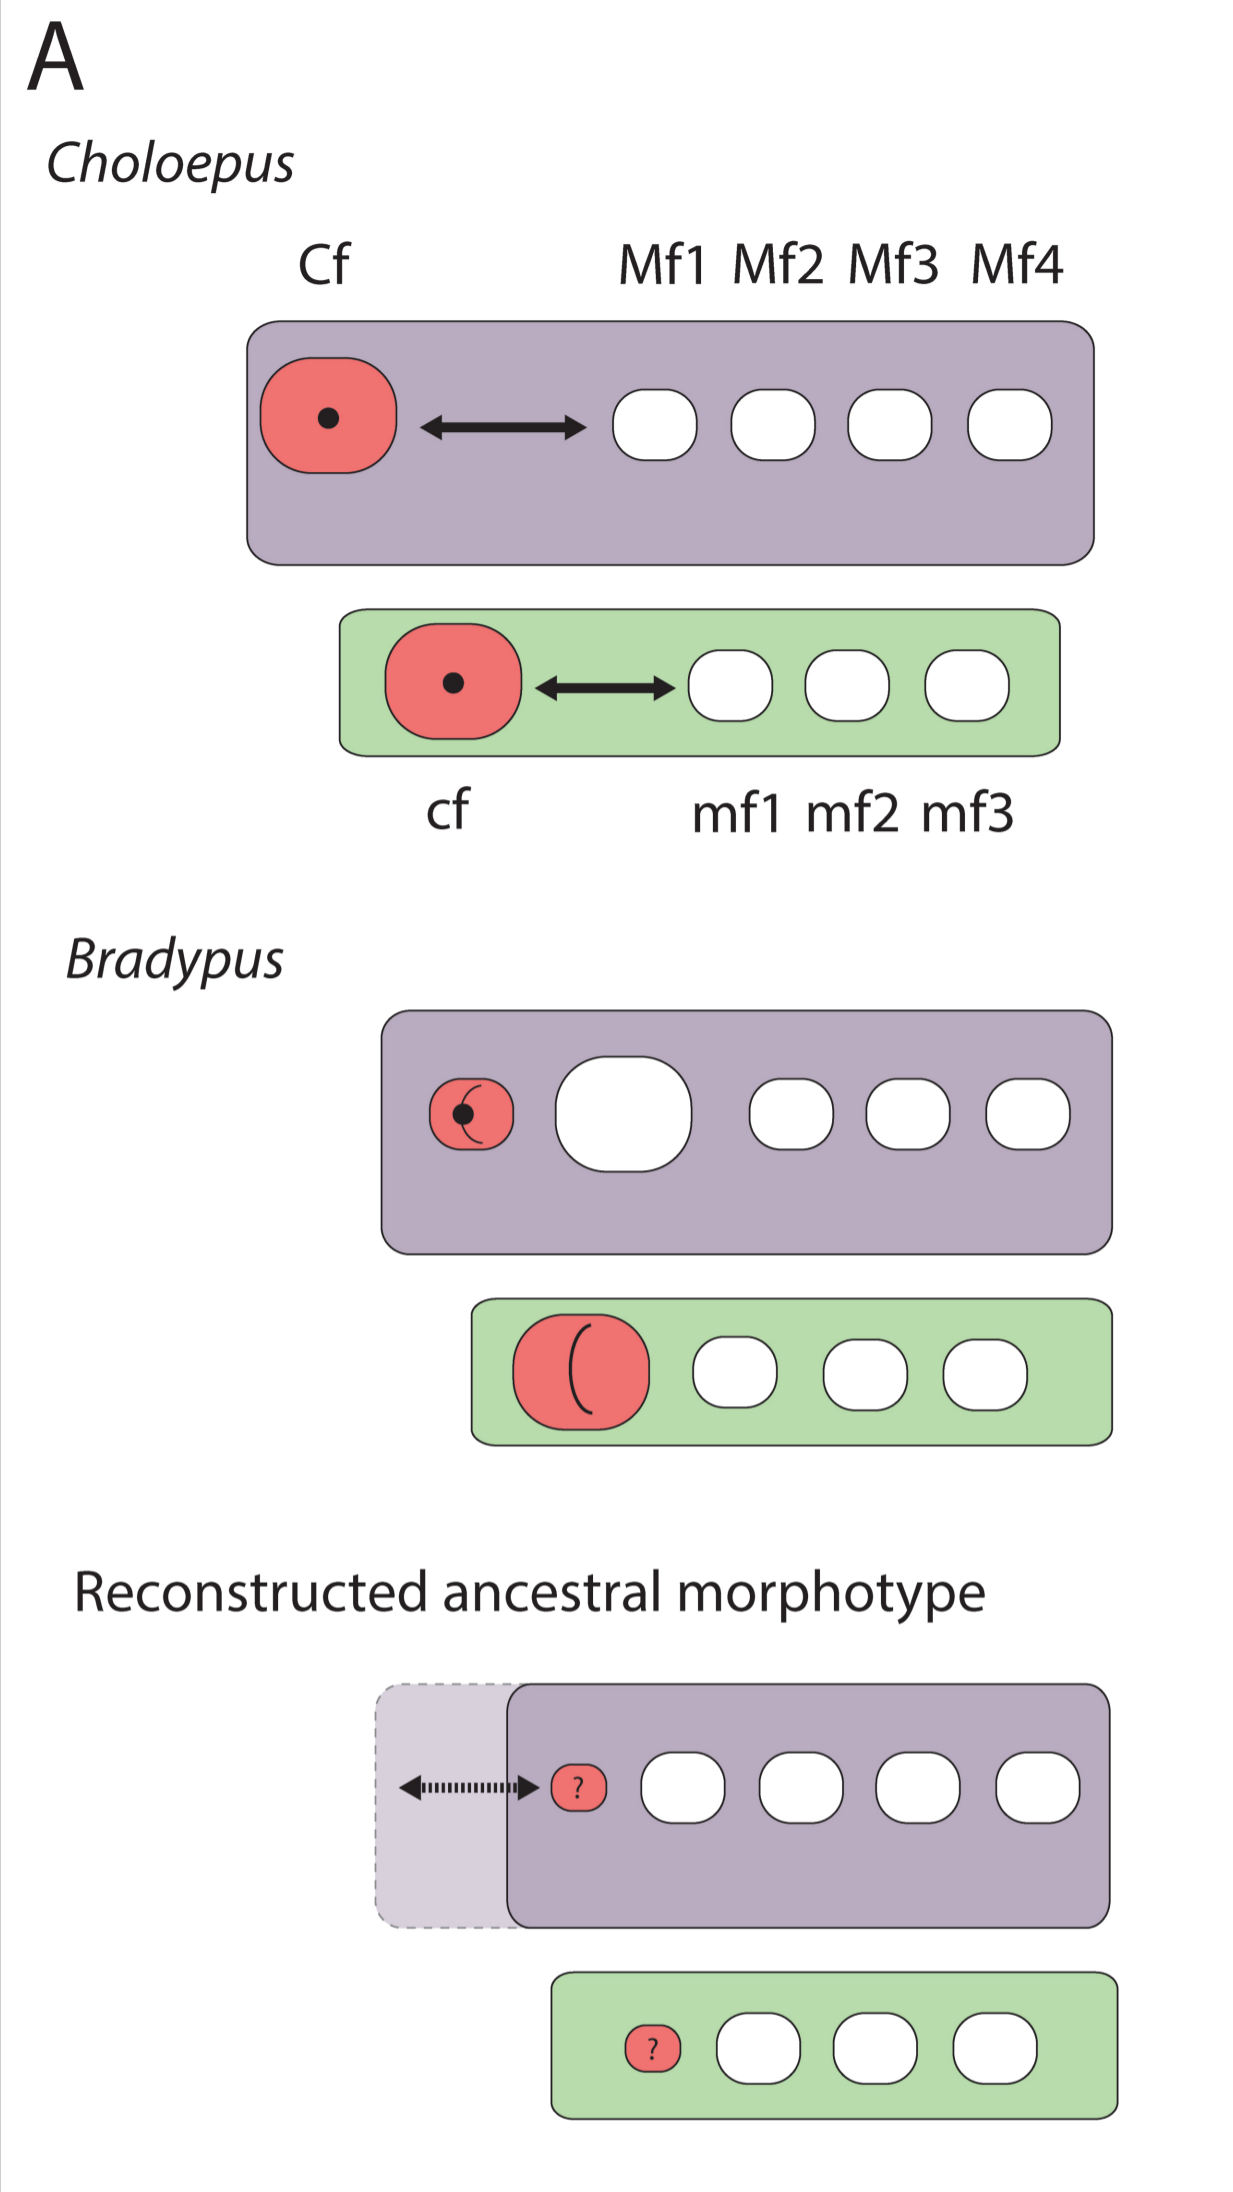 A
Choloepus
Cf Mf1 Mf2 Mf3 Mf4
cf mf1 mf2 mf3
Bradypus
Reconstructed ancestral morphotype
?
?